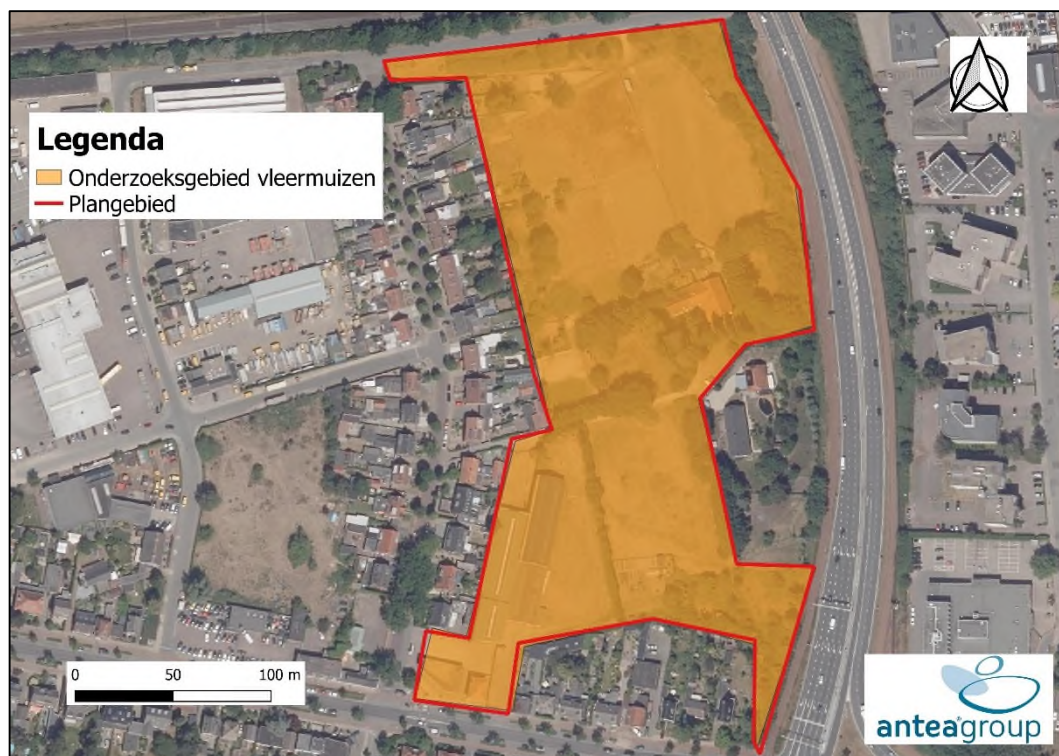 Legenda
Onderzoeksgebied vleermuizen
Plangebied
0 50 100 m
anteagroup